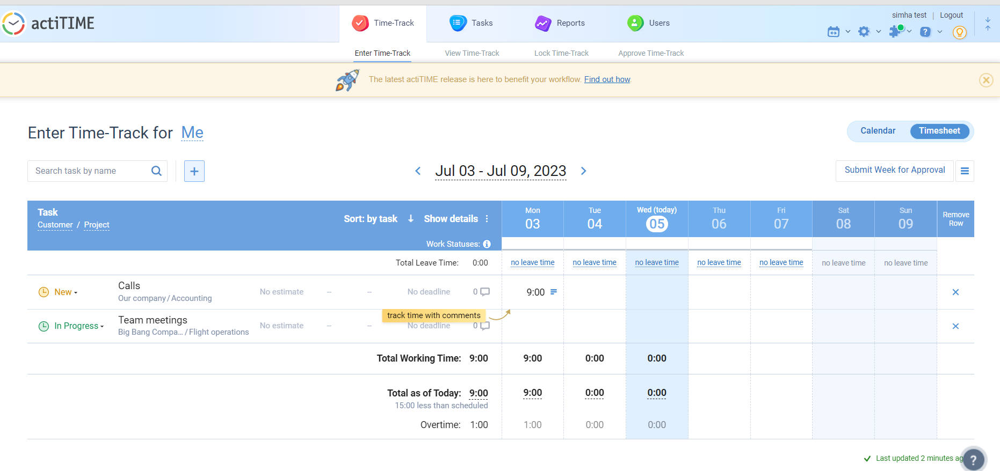 actiTIME
Time-Track
Tasks
Reports
Users
simha test | Logout
Enter Time-Track
View Time-Track
Lock Time-Track
Approve Time-Track
The latest actiTIME release is here to benefit your workflow. Find out how.
Enter Time-Track for Me
Calendar
Timesheet
Search task by name
+
Jul 03 - Jul 09, 2023
Submit Week for Approval
Task
Customer / Project
Sort: by task ↓ Show details
Work Statuses:
Mon 03
Tue 04
Wed (today) 05
Thu 06
Fri 07
Sat 08
Sun 09
Remove Row
Total Leave Time: 0:00 no leave time no leave time no leave time no leave time no leave time no leave time no leave time
New
Calls
Our company / Accounting
No estimate -- -- No deadline 0 9:00
track time with comments
In Progress
Team meetings
Big Bang Compa... / Flight operations
No estimate -- -- No deadline 0
Total Working Time: 9:00 9:00 0:00 0:00
Total as of Today: 9:00 9:00 0:00 0:00
15:00 less than scheduled
Overtime: 1:00 1:00 0:00 0:00
Last updated 2 minutes ag
?